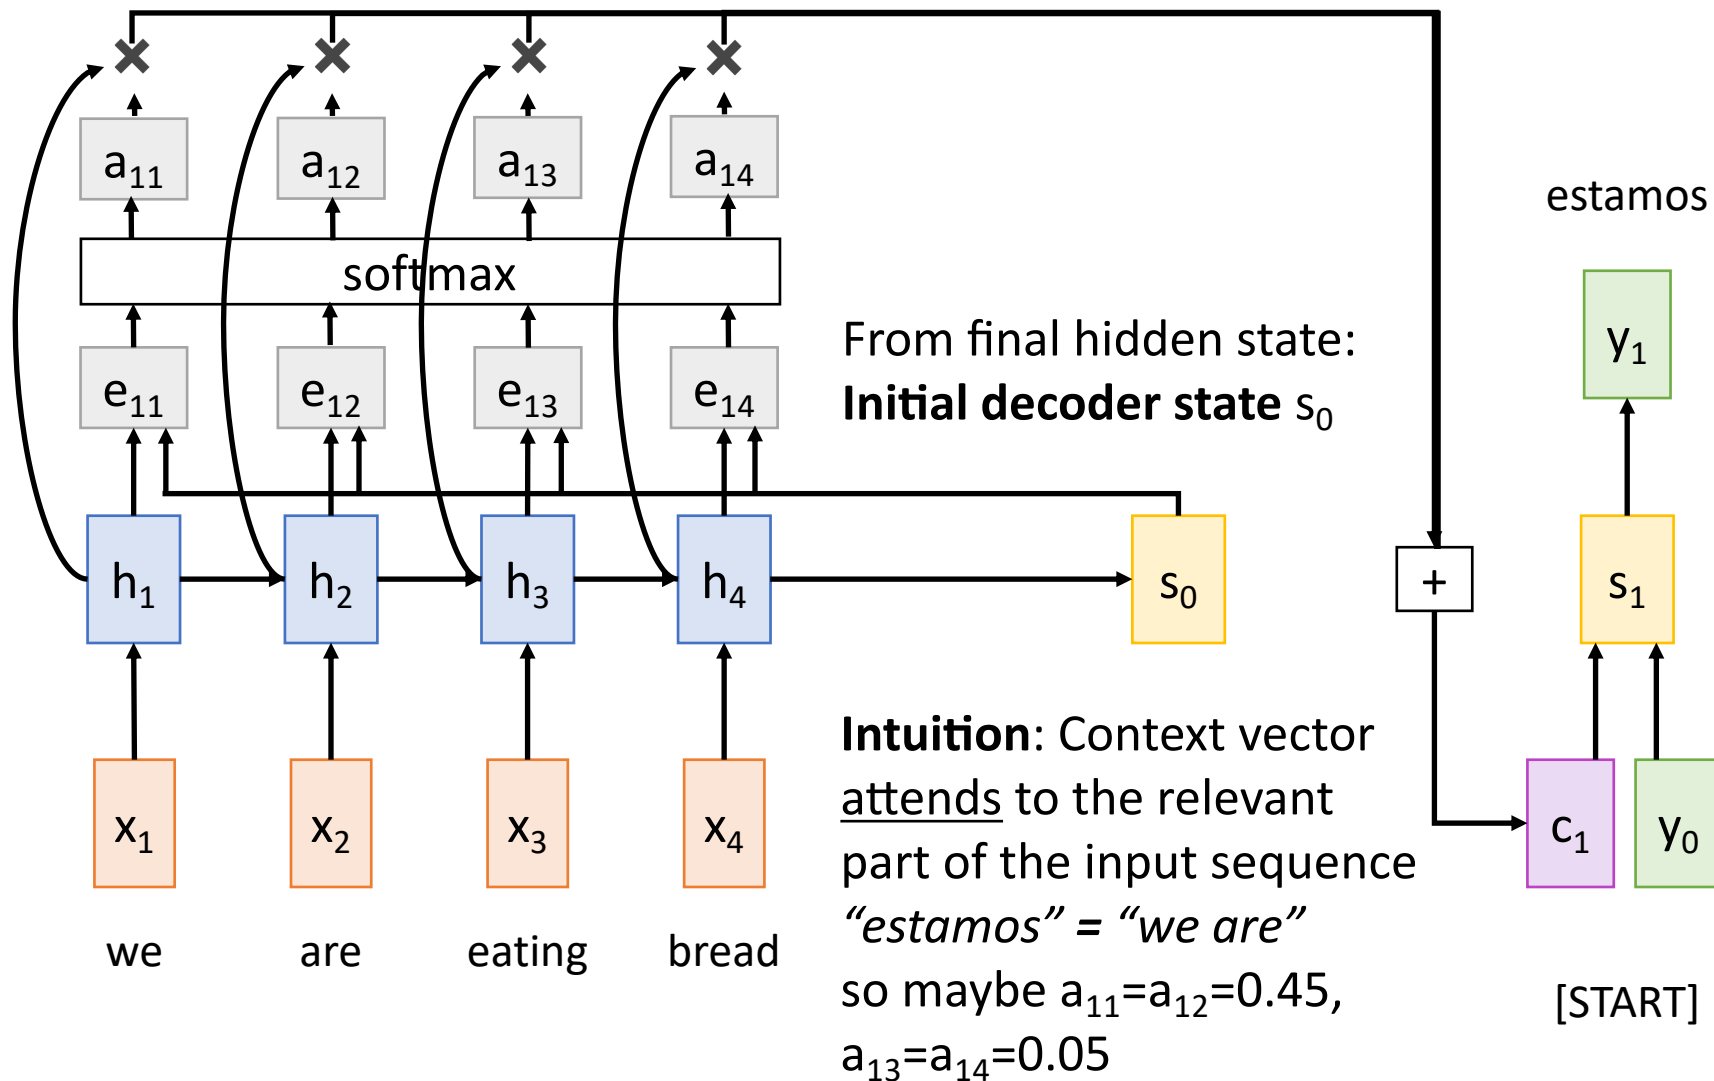 a₁₁ a₁₂ a₁₃ a₁₄
estamos
softmax
y₁
e₁₁ e₁₂ e₁₃ e₁₄
From final hidden state:
Initial decoder state s₀
h₁ h₂ h₃ h₄ s₀ + s₁
Intuition: Context vector
attends to the relevant
part of the input sequence
“estamos” = “we are”
so maybe a₁₁=a₁₂=0.45,
a₁₃=a₁₄=0.05
x₁ x₂ x₃ x₄ c₁ y₀
we are eating bread
[START]